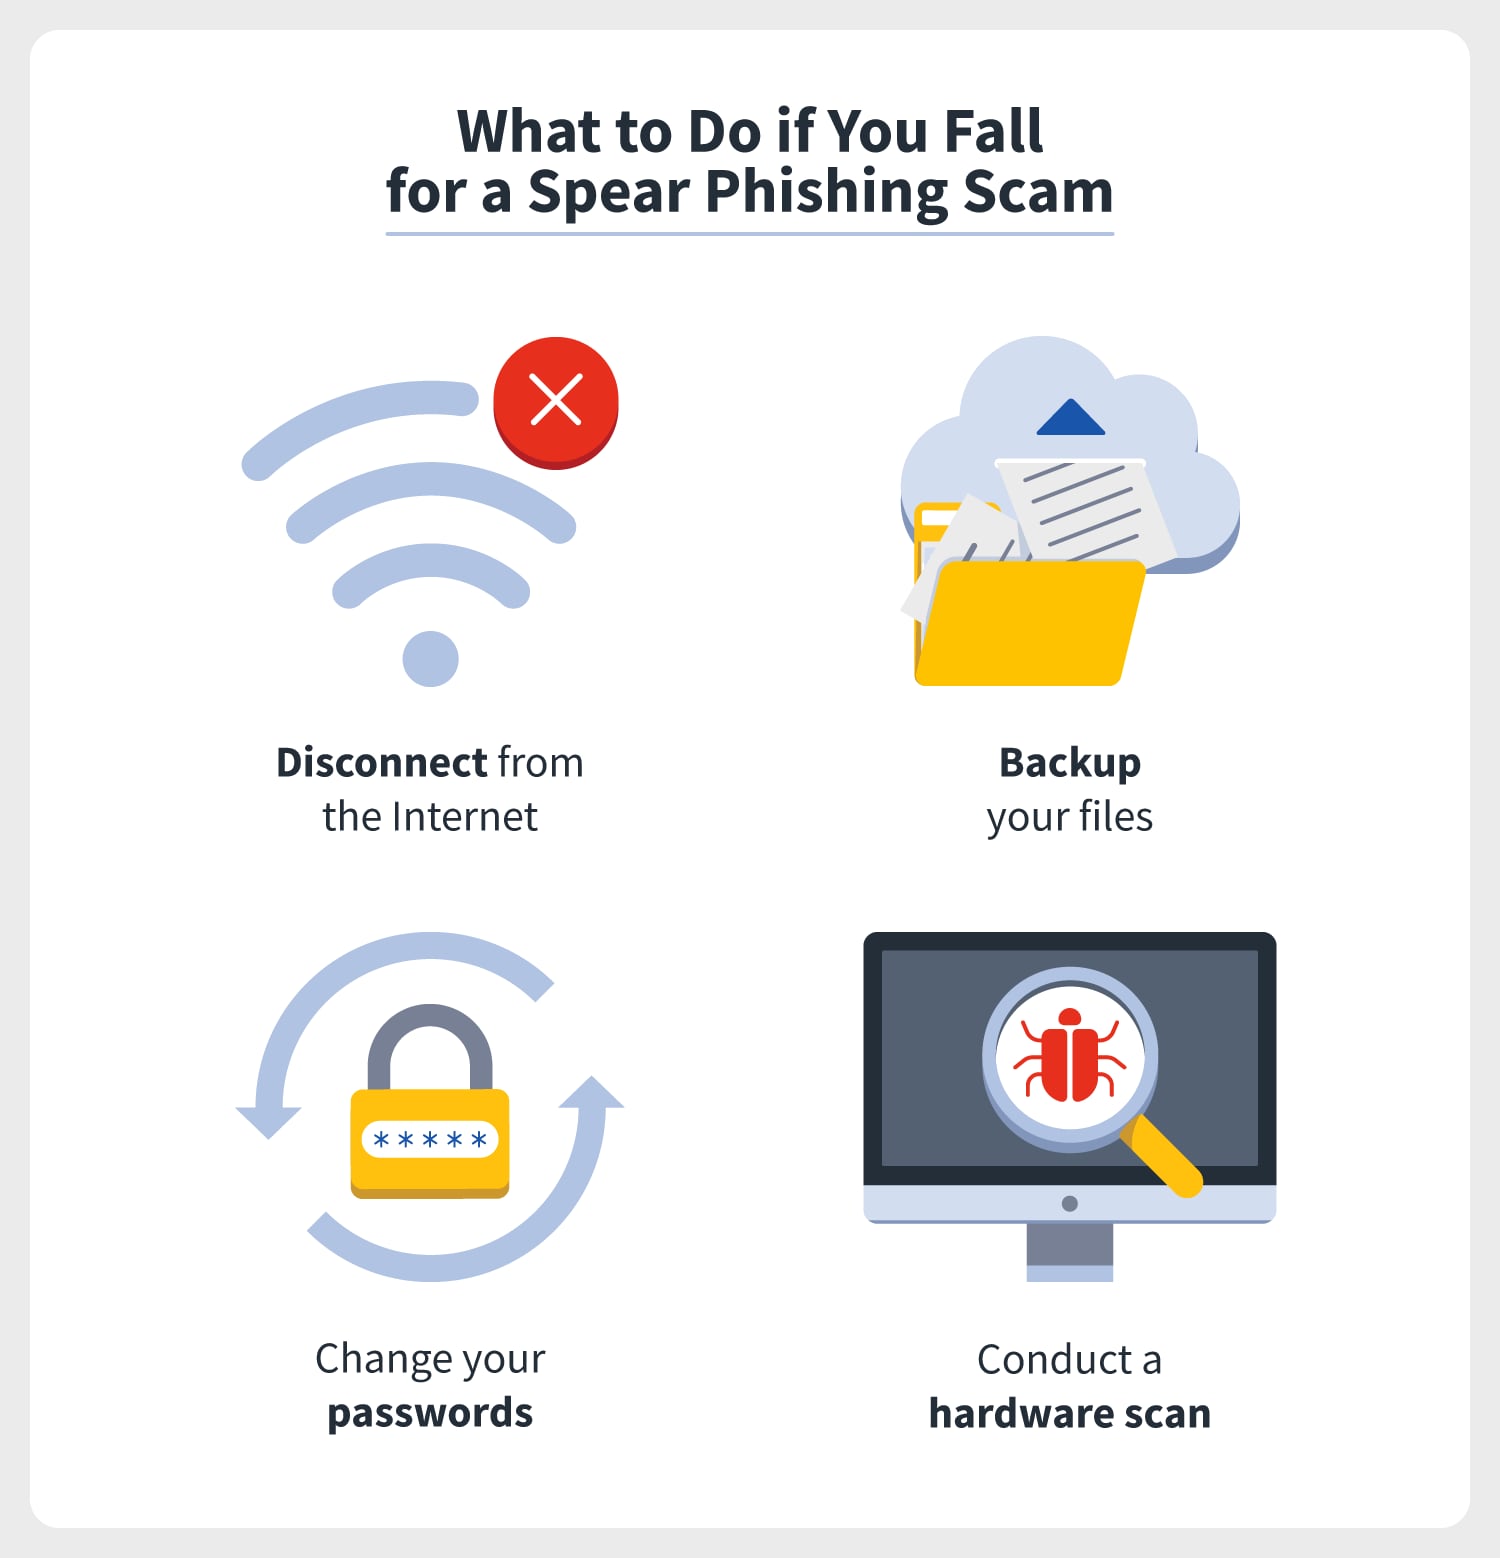 What to Do if You Fall
for a Spear Phishing Scam
Disconnect from
the Internet
Backup
your files
*****
Change your
passwords
Conduct a
hardware scan